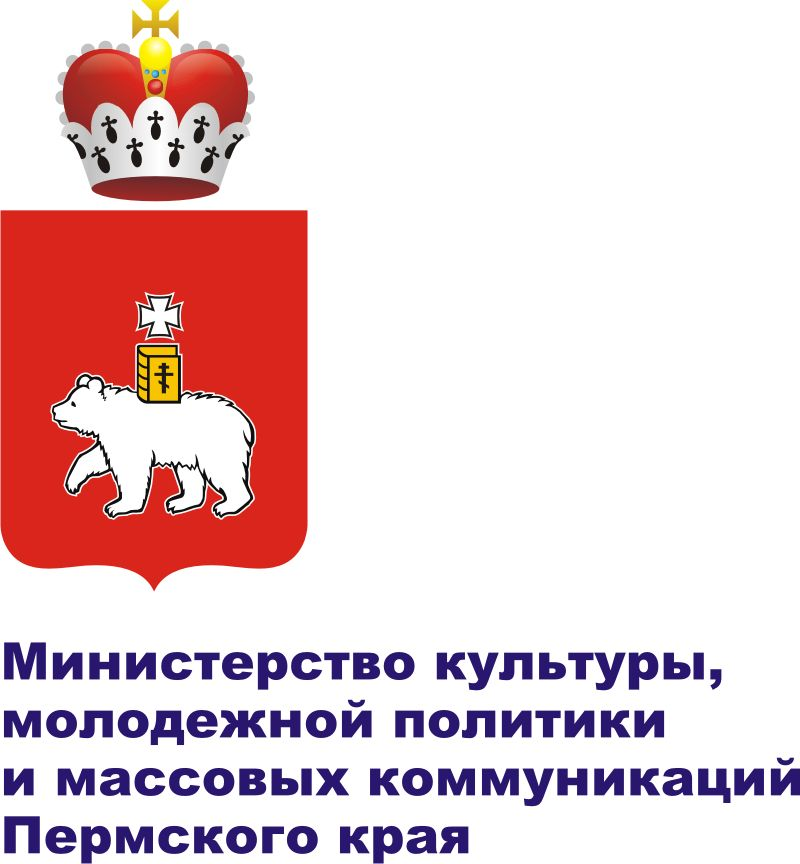 Министерство культуры,
молодежной политики
и массовых коммуникаций
Пермского края